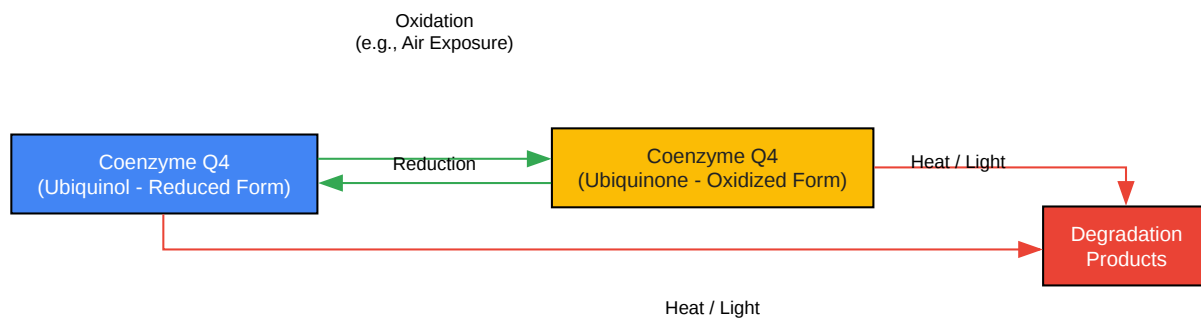 Oxidation
(e.g., Air Exposure)
Coenzyme Q4
(Ubiquinol - Reduced Form)
Reduction
Coenzyme Q4
(Ubiquinone - Oxidized Form)
Heat / Light
Degradation
Products
Heat / Light